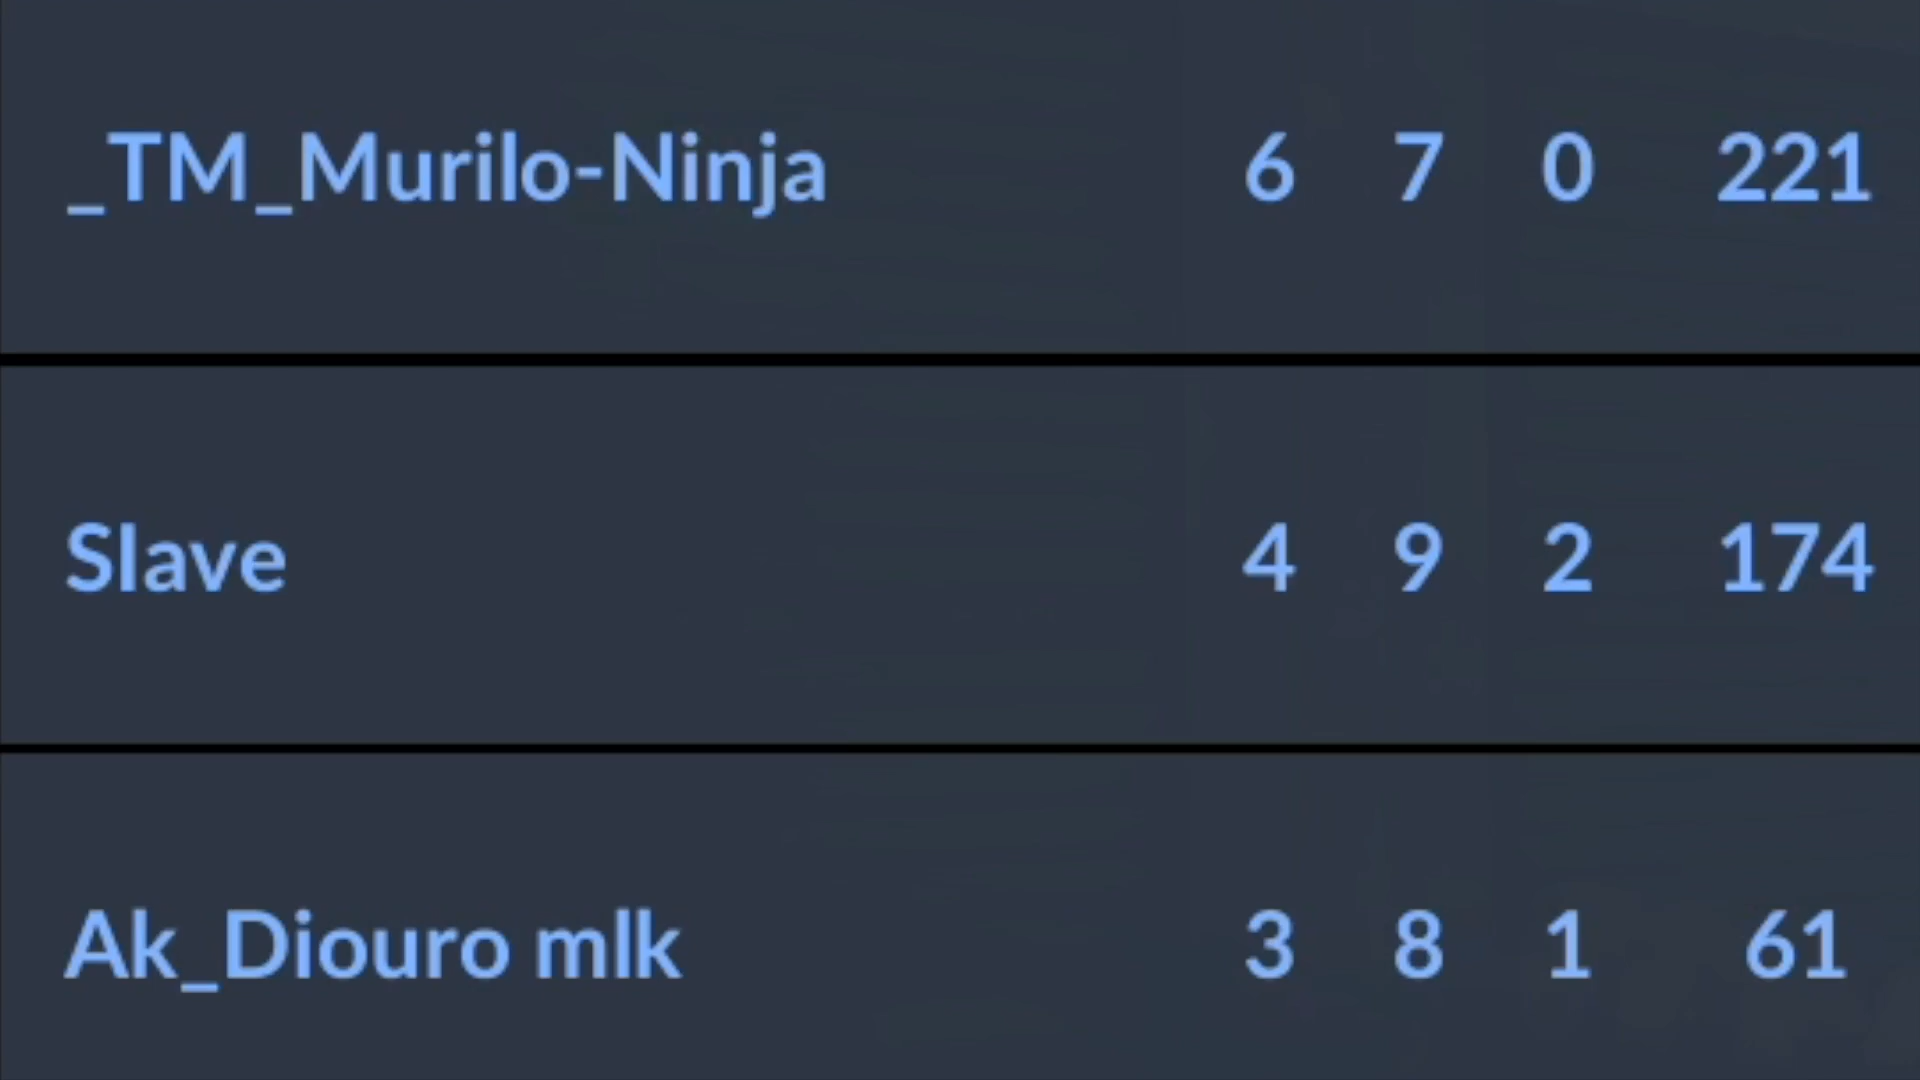 _TM_Murilo-Ninja 6 7 0 221
Slave 4 9 2 174
Ak_Diouro mlk 3 8 1 61